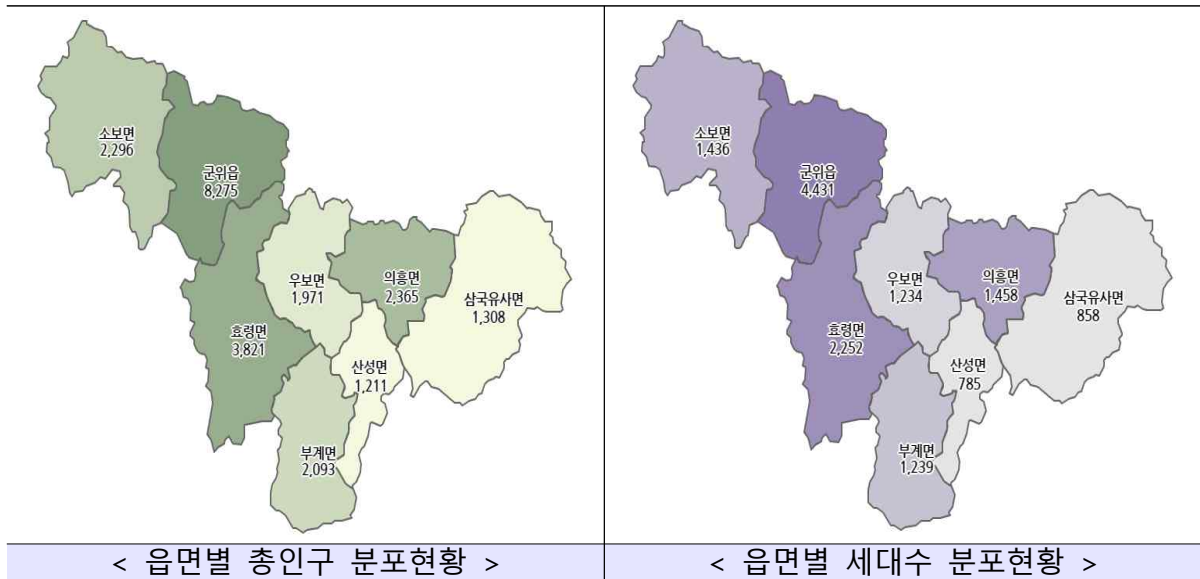 소보면
2,296
군위읍
8,275
우보면
1,971
의흥면
2,365
삼국유사면
1,308
효령면
3,821
산성면
1,211
부계면
2,093
< 읍면별 총인구 분포현황 >
소보면
1,436
군위읍
4,431
우보면
1,234
의흥면
1,458
삼국유사면
858
효령면
2,252
산성면
785
부계면
1,239
< 읍면별 세대수 분포현황 >